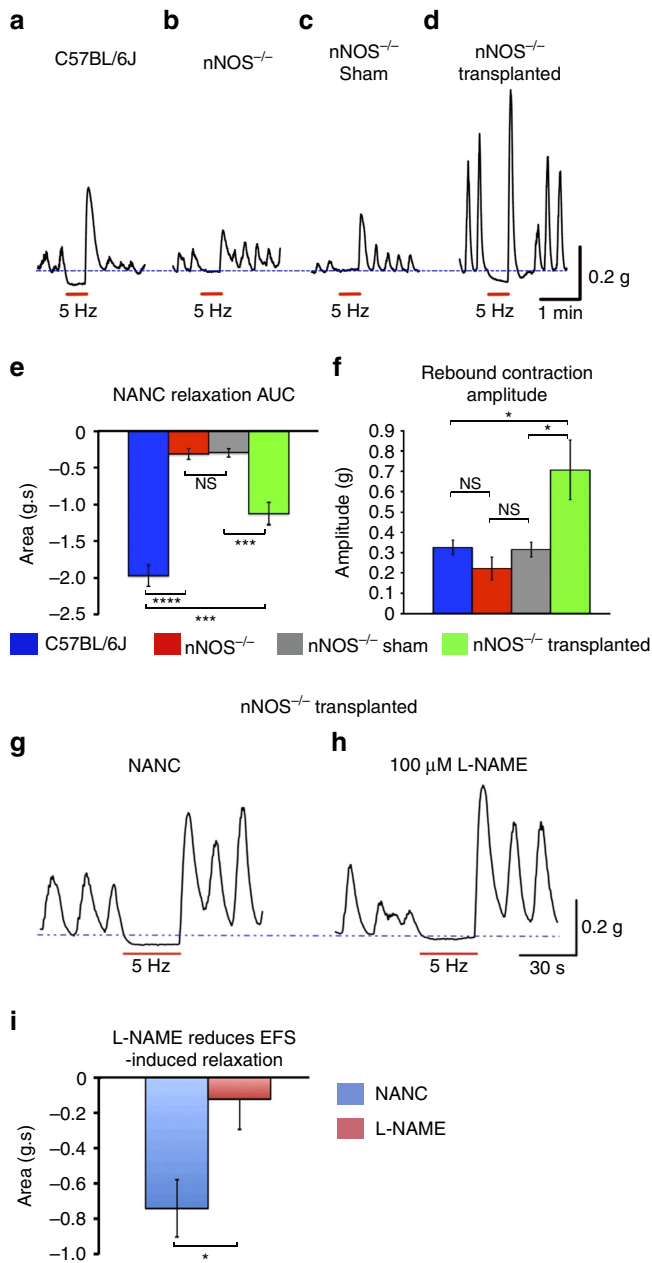 a
b
c
d
C57BL/6J
nNOS–/–
nNOS–/–
Sham
nNOS–/–
transplanted
5 Hz
5 Hz
5 Hz
5 Hz
0.2 g
1 min
e
NANC relaxation AUC
Area (g.s)
0
–0.5
–1.0
–1.5
–2.0
–2.5
NS
***
****
***
f
Rebound contraction
amplitude
Amplitude (g)
0.9
0.8
0.7
0.6
0.5
0.4
0.3
0.2
0.1
0
*
*
NS
NS
C57BL/6J
nNOS–/–
nNOS–/– sham
nNOS–/– transplanted
nNOS–/– transplanted
g
h
NANC
100 μM L-NAME
5 Hz
5 Hz
0.2 g
30 s
i
L-NAME reduces EFS
-induced relaxation
Area (g.s)
0
–0.2
–0.4
–0.6
–0.8
–1.0
*
NANC
L-NAME